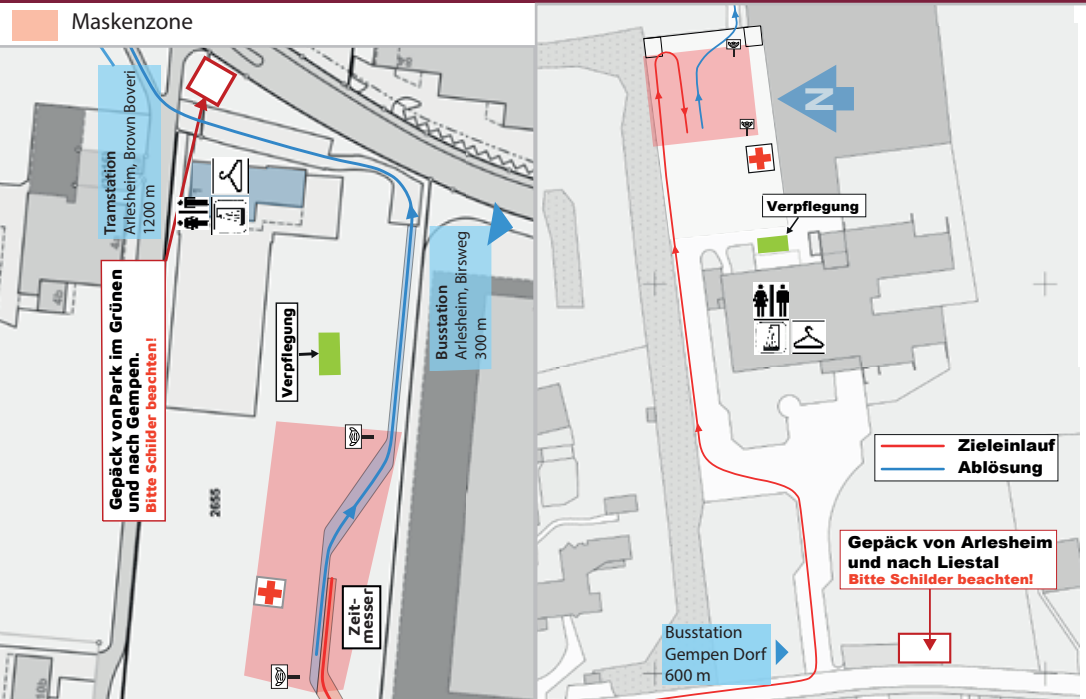 Maskenzone
Tramstation
Arlesheim, Brown Boveri
1200 m
Gepäck von Park im Grünen
und nach Gempen.
Bitte Schilder beachten!
2655
Verpflegung
Busstation
Arlesheim, Birsweg
300 m
Zeit-
messer
4b
N
Verpflegung
Zieleinlauf
Ablösung
Gepäck von Arlesheim
und nach Liestal
Bitte Schilder beachten!
Busstation
Gempen Dorf
600 m